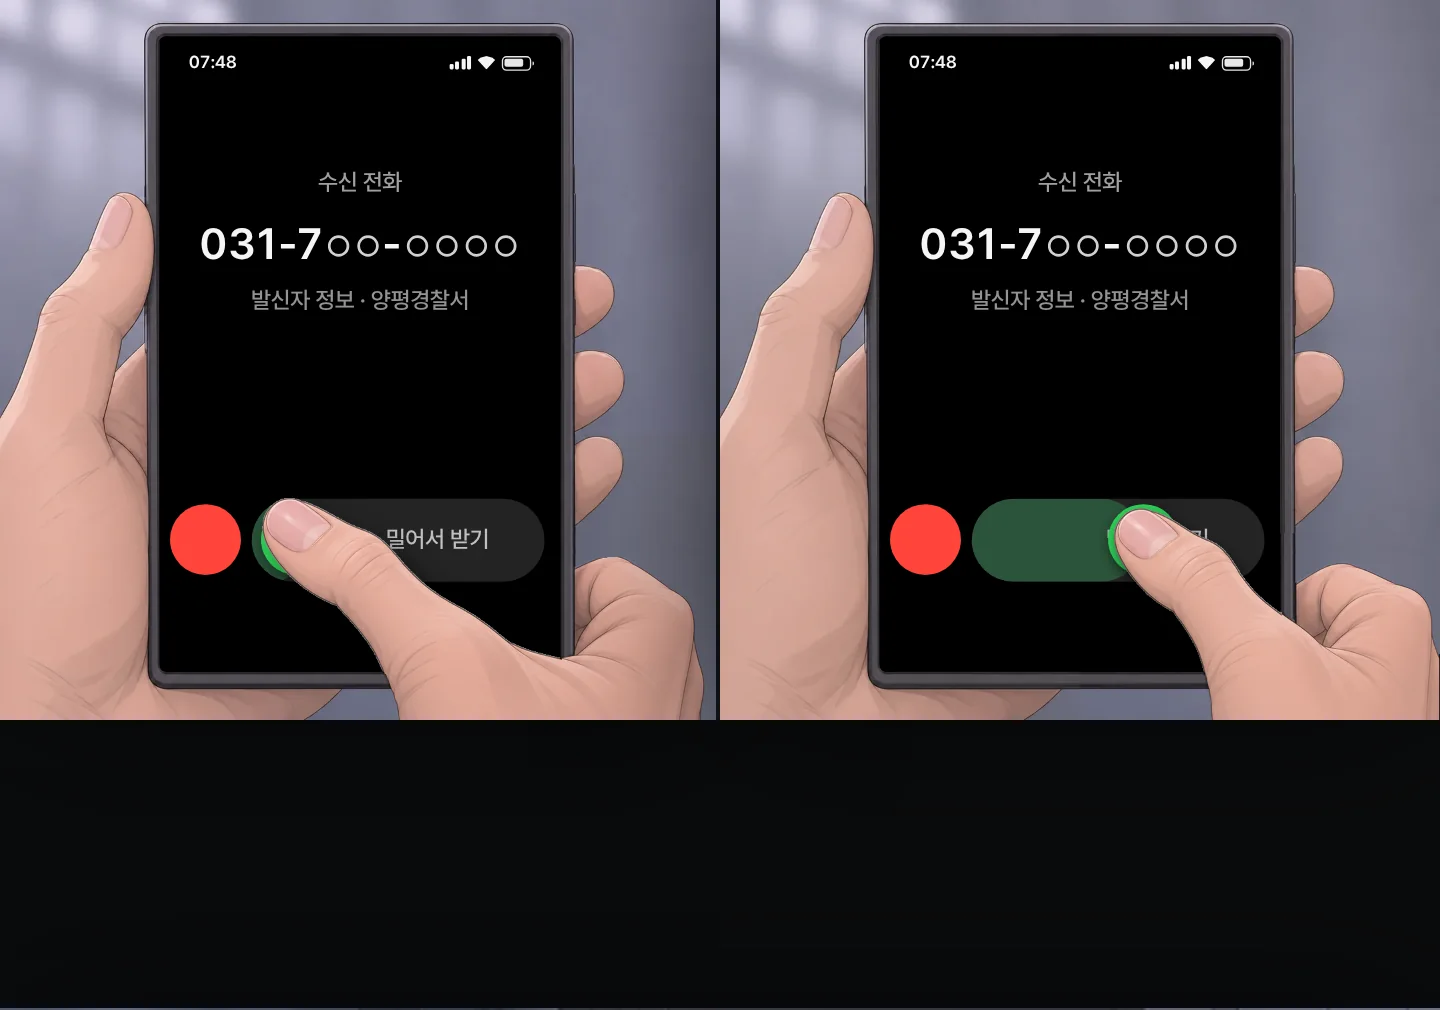 07:48
수신 전화
031-7○○-○○○○
발신자 정보 · 양평경찰서
밀어서 받기
07:48
수신 전화
031-7○○-○○○○
발신자 정보 · 양평경찰서